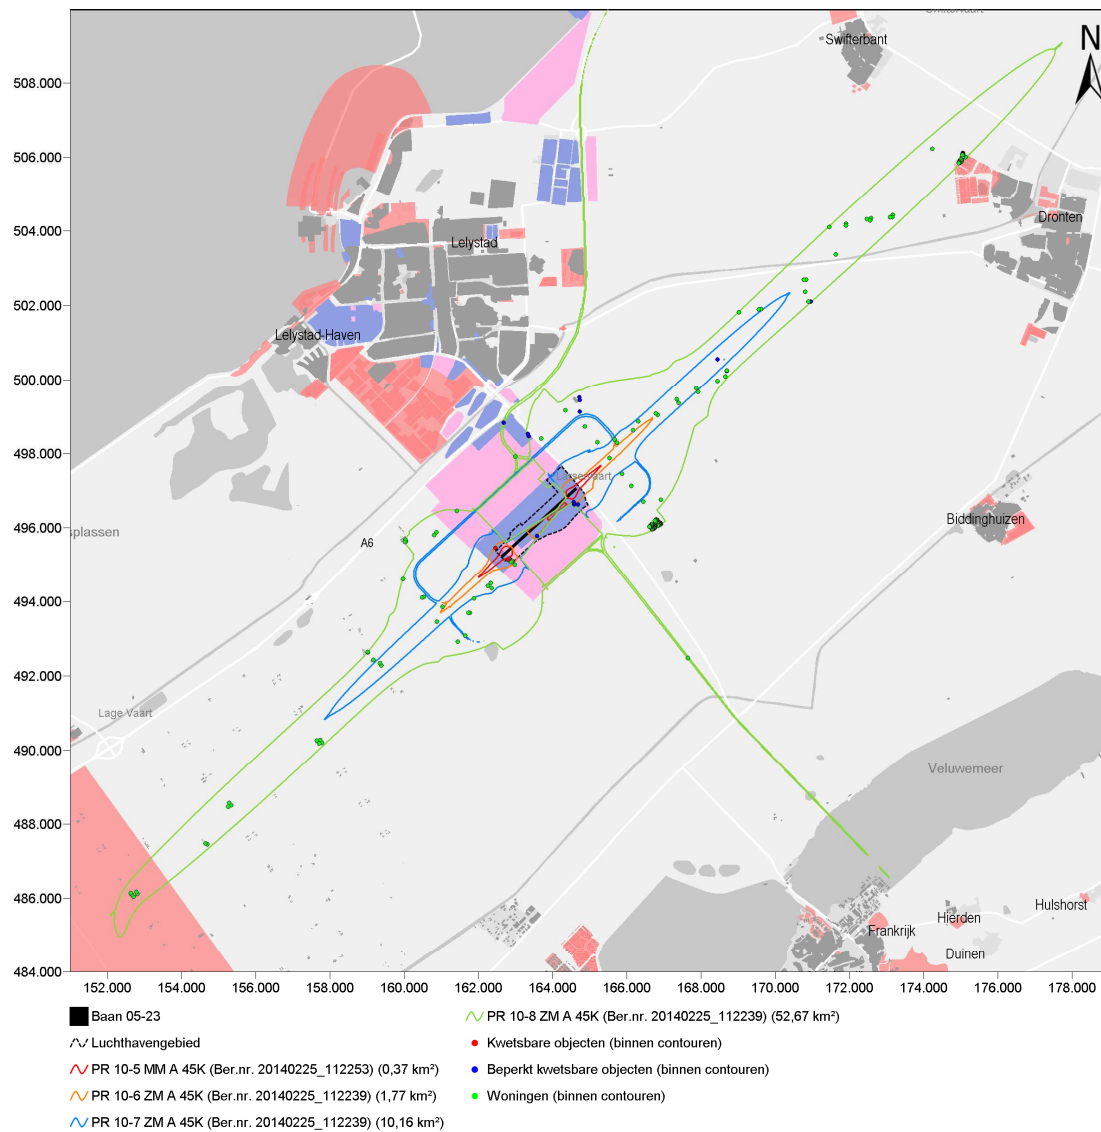 Swifterbant
N
508.000
506.000
504.000
502.000
500.000
498.000
496.000
494.000
492.000
490.000
488.000
486.000
484.000
Dronten
Lelystad
Lelystad-Haven
Biddinghuizen
splassen
A6
Lage Vaart
Veluwemeer
Hulshorst
Hierden
Frankrijk
Duinen
152.000 154.000 156.000 158.000 160.000 162.000 164.000 166.000 168.000 170.000 172.000 174.000 176.000 178.000
Baan 05-23
Luchthavengebied
PR 10-5 MM A 45K (Ber.nr. 20140225_112253) (0,37 km²)
PR 10-6 ZM A 45K (Ber.nr. 20140225_112239) (1,77 km²)
PR 10-7 ZM A 45K (Ber.nr. 20140225_112239) (10,16 km²)
PR 10-8 ZM A 45K (Ber.nr. 20140225_112239) (52,67 km²)
Kwetsbare objecten (binnen contouren)
Beperkt kwetsbare objecten (binnen contouren)
Woningen (binnen contouren)